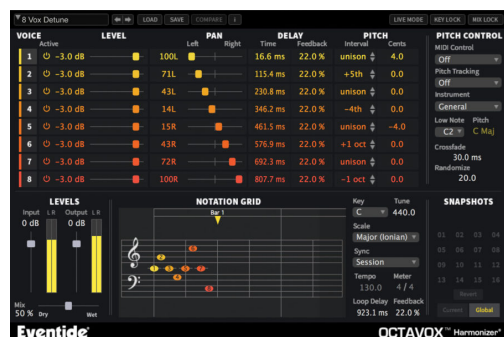 8 Vox Detune LOAD SAVE COMPARE i LIVE MODE KEY LOCK MIX LOCK
VOICE LEVEL PAN DELAY PITCH PITCH CONTROL
Active Left Right Time Feedback Interval Cents
1 -3.0 dB 100L 16.6 ms 22.0 % unison 4.0
2 -3.0 dB 71L 115.4 ms 22.0 % +5th 0.0
3 -3.0 dB 43L 230.8 ms 22.0 % unison 0.0
4 -3.0 dB 14L 346.2 ms 22.0 % -4th 0.0
5 -3.0 dB 15R 461.5 ms 22.0 % unison -4.0
6 -3.0 dB 43R 576.9 ms 22.0 % +1 oct 0.0
7 -3.0 dB 72R 692.3 ms 22.0 % unison 0.0
8 -3.0 dB 100R 807.7 ms 22.0 % -1 oct 0.0
MIDI Control
Off
Pitch Tracking
Off
Instrument
General
Low Note Pitch
C2 C Maj
Crossfade
30.0 ms
Randomize
20.0
LEVELS
Input L R Output L R
0 dB 0 dB
Mix
50 % Dry Wet
NOTATION GRID
Bar 1
Key Tune
C 440.0
Scale
Major (Ionian)
Sync
Session
Tempo Meter
130.0 4 / 4
Loop Delay Feedback
923.1 ms 22.0 %
SNAPSHOTS
01 02 03 04
05 06 07 08
09 10 11 12
13 14 15 16
Revert
Current Global
Eventide OCTAVOX™ Harmonizer®